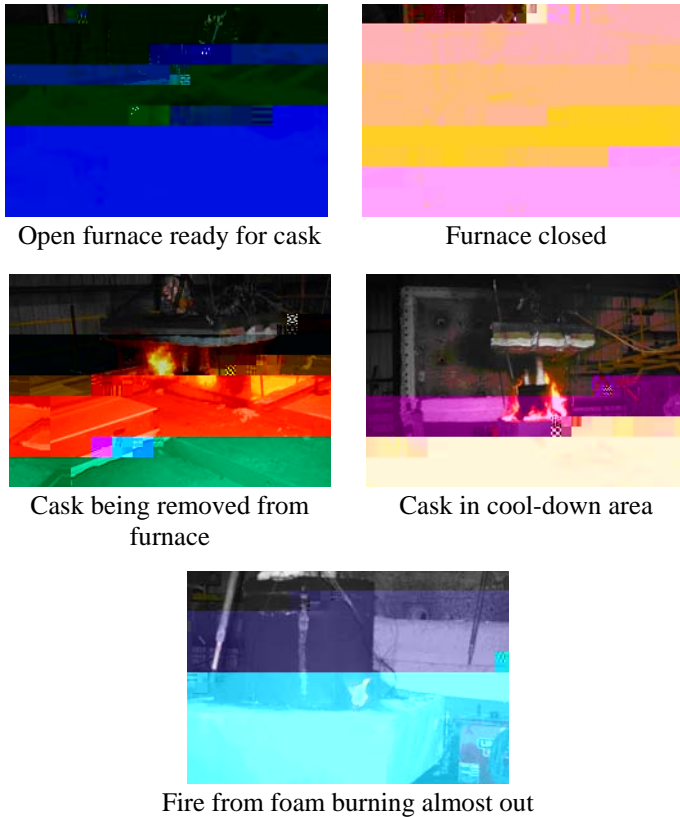 Open furnace ready for cask
Furnace closed
Cask being removed from
furnace
Cask in cool-down area
Fire from foam burning almost out